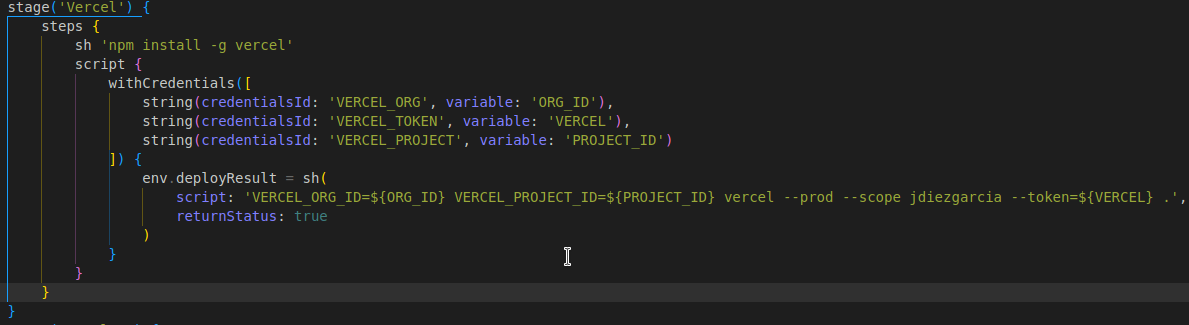 stage('Vercel') {
    steps {
        sh 'npm install -g vercel'
        script {
            withCredentials([
                string(credentialsId: 'VERCEL_ORG', variable: 'ORG_ID'),
                string(credentialsId: 'VERCEL_TOKEN', variable: 'VERCEL'),
                string(credentialsId: 'VERCEL_PROJECT', variable: 'PROJECT_ID')
            ]) {
                env.deployResult = sh(
                    script: 'VERCEL_ORG_ID=${ORG_ID} VERCEL_PROJECT_ID=${PROJECT_ID} vercel --prod --scope jdiezgarcia --token=${VERCEL} .',
                    returnStatus: true
                )
            }
        }
    }
}